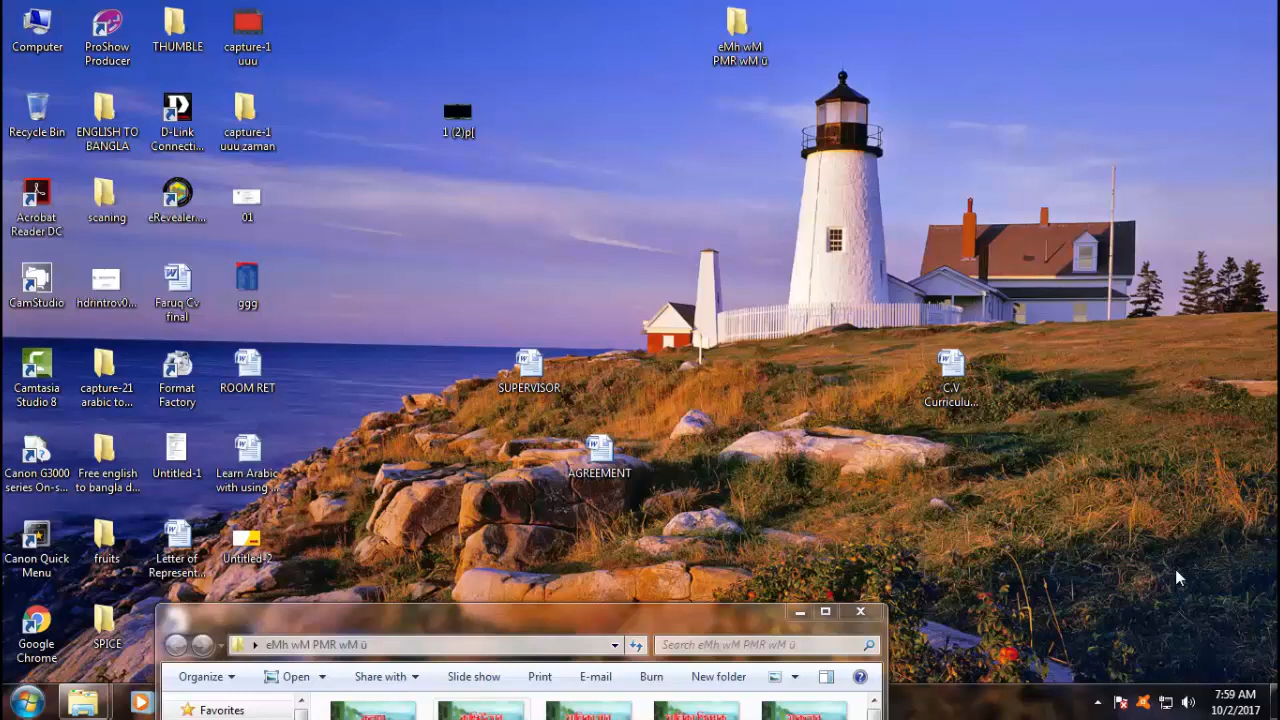 Computer
ProShow
Producer
THUMBLE
capture-1
uuu
eMh wM
PMR wM ü
Recycle Bin
ENGLISH TO
BANGLA
D-Link
Connecti...
capture-1
uuu zaman
1 (2)p[
Acrobat
Reader DC
scaning
eRevealer....
01
CamStudio
hdrintrov0...
Faruq Cv
final
ggg
Camtasia
Studio 8
capture-21
arabic to...
Format
Factory
ROOM RET
SUPERVISOR
C.V
Curriculu...
Canon G3000
series On-s...
Free english
to bangla d...
Untitled-1
Learn Arabic
with using ...
AGREEMENT
Canon Quick
Menu
fruits
Letter of
Represent...
Untitled-2
Google
Chrome
SPICE
eMh wM PMR wM ü
Search eMh wM PMR wM ü
Organize
Open
Share with
Slide show
Print
E-mail
Burn
New folder
Favorites
7:59 AM
10/2/2017